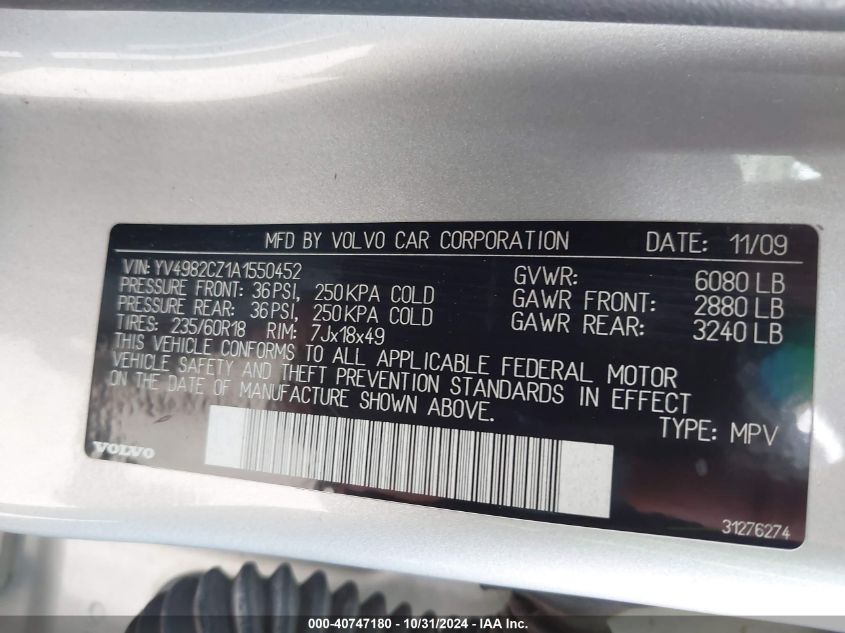 MFD BY VOLVO CAR CORPORATION DATE: 11/09
VIN: YV4982CZ1A1550452 GVWR: 6080 LB
PRESSURE FRONT: 36PSI, 250KPA COLD GAWR FRONT: 2880 LB
PRESSURE REAR: 36PSI, 250KPA COLD GAWR REAR: 3240 LB
TIRES: 235/60R18 RIM: 7Jx18x49
THIS VEHICLE CONFORMS TO ALL APPLICABLE FEDERAL MOTOR
VEHICLE SAFETY AND THEFT PREVENTION STANDARDS IN EFFECT
ON THE DATE OF MANUFACTURE SHOWN ABOVE.
TYPE: MPV
VOLVO
31276274
000-40747180 - 10/31/2024 - IAA Inc.